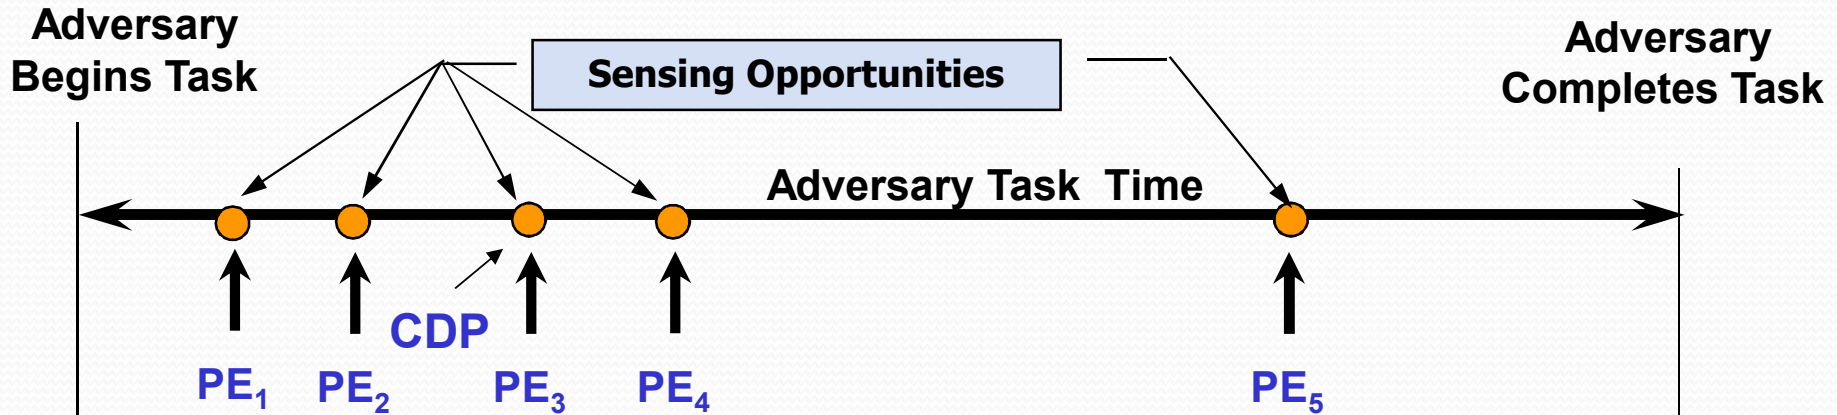 Adversary
Begins Task
Sensing Opportunities
Adversary
Completes Task
Adversary Task Time
CDP
PE₁ PE₂ PE₃ PE₄ PE₅